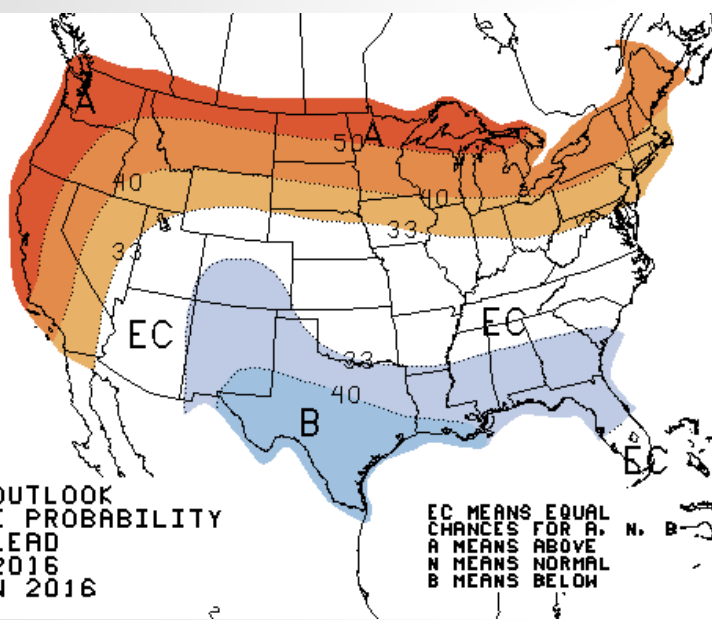 A
50
A
40
40
33
33
EC
EC
33
40
B
EC
OUTLOOK
PROBABILITY
LEAD
2016
2016
EC MEANS EQUAL
CHANCES FOR A, N, B
A MEANS ABOVE
N MEANS NORMAL
B MEANS BELOW